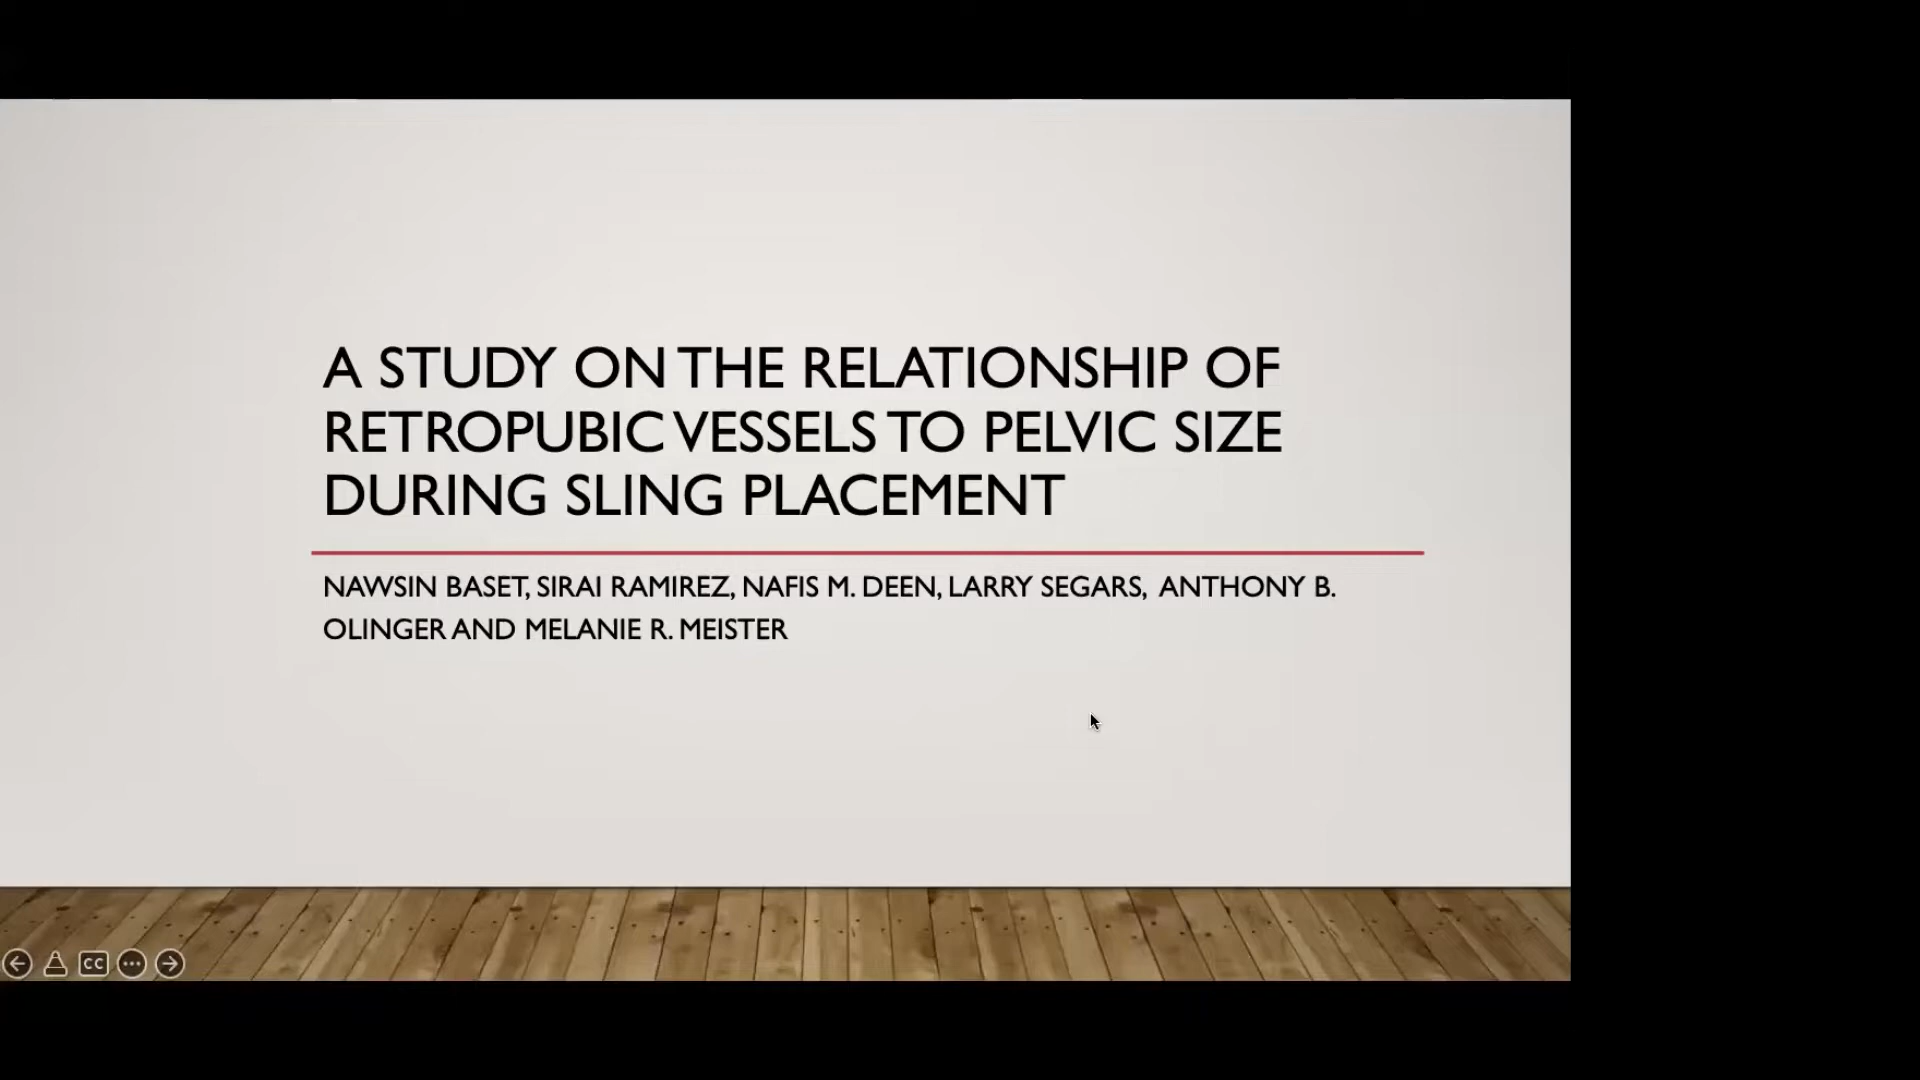 A STUDY ON THE RELATIONSHIP OF
RETROPUBIC VESSELS TO PELVIC SIZE
DURING SLING PLACEMENT
NAWSIN BASET, SIRAI RAMIREZ, NAFIS M. DEEN, LARRY SEGARS, ANTHONY B.
OLINGER AND MELANIE R. MEISTER
CC